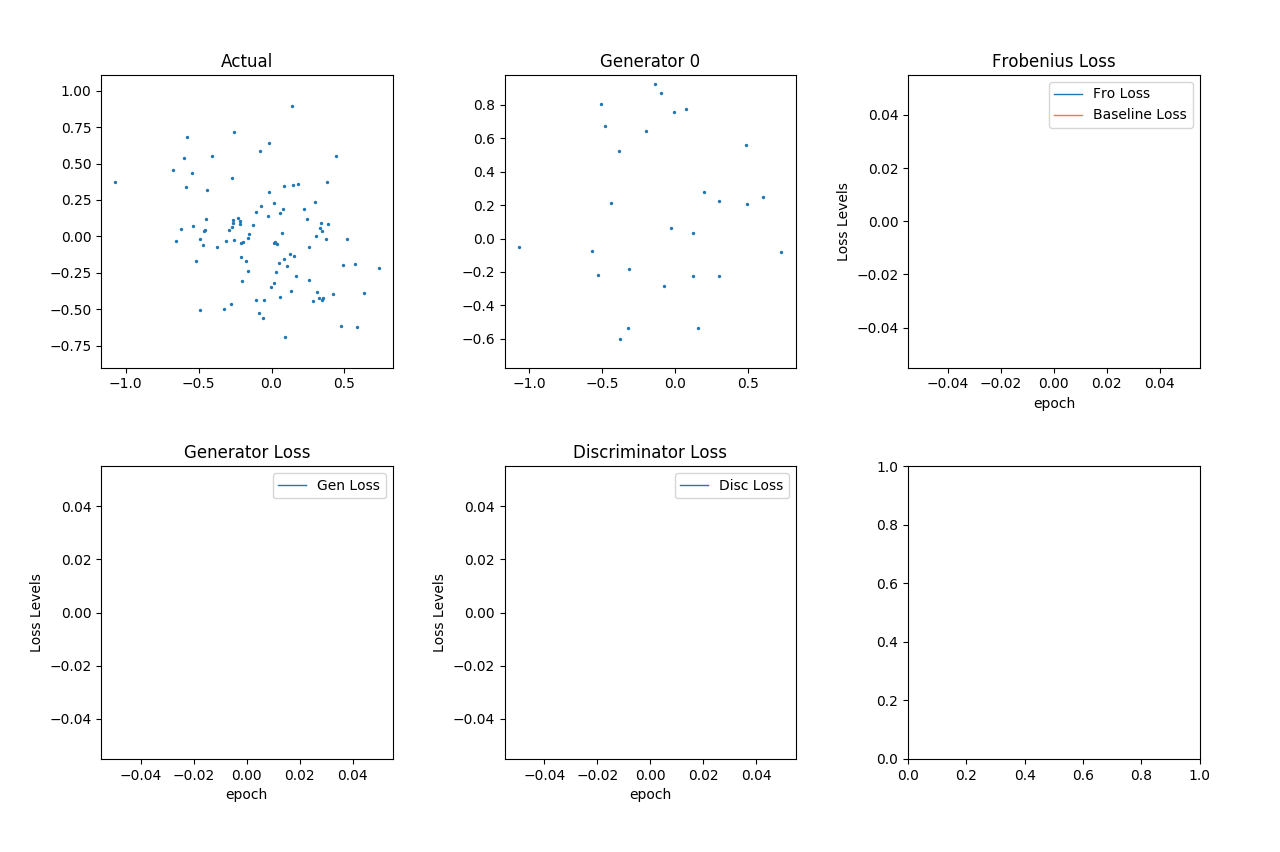 Actual
1.00
0.75
0.50
0.25
0.00
−0.25
−0.50
−0.75
−1.0 −0.5 0.0 0.5
Generator 0
0.8
0.6
0.4
0.2
0.0
−0.2
−0.4
−0.6
−1.0 −0.5 0.0 0.5
Frobenius Loss
Fro Loss
Baseline Loss
Loss Levels
0.04
0.02
0.00
−0.02
−0.04
−0.04 −0.02 0.00 0.02 0.04
epoch
Generator Loss
Gen Loss
Loss Levels
0.04
0.02
0.00
−0.02
−0.04
−0.04 −0.02 0.00 0.02 0.04
epoch
Discriminator Loss
Disc Loss
Loss Levels
0.04
0.02
0.00
−0.02
−0.04
−0.04 −0.02 0.00 0.02 0.04
epoch
1.0
0.8
0.6
0.4
0.2
0.0
0.0 0.2 0.4 0.6 0.8 1.0